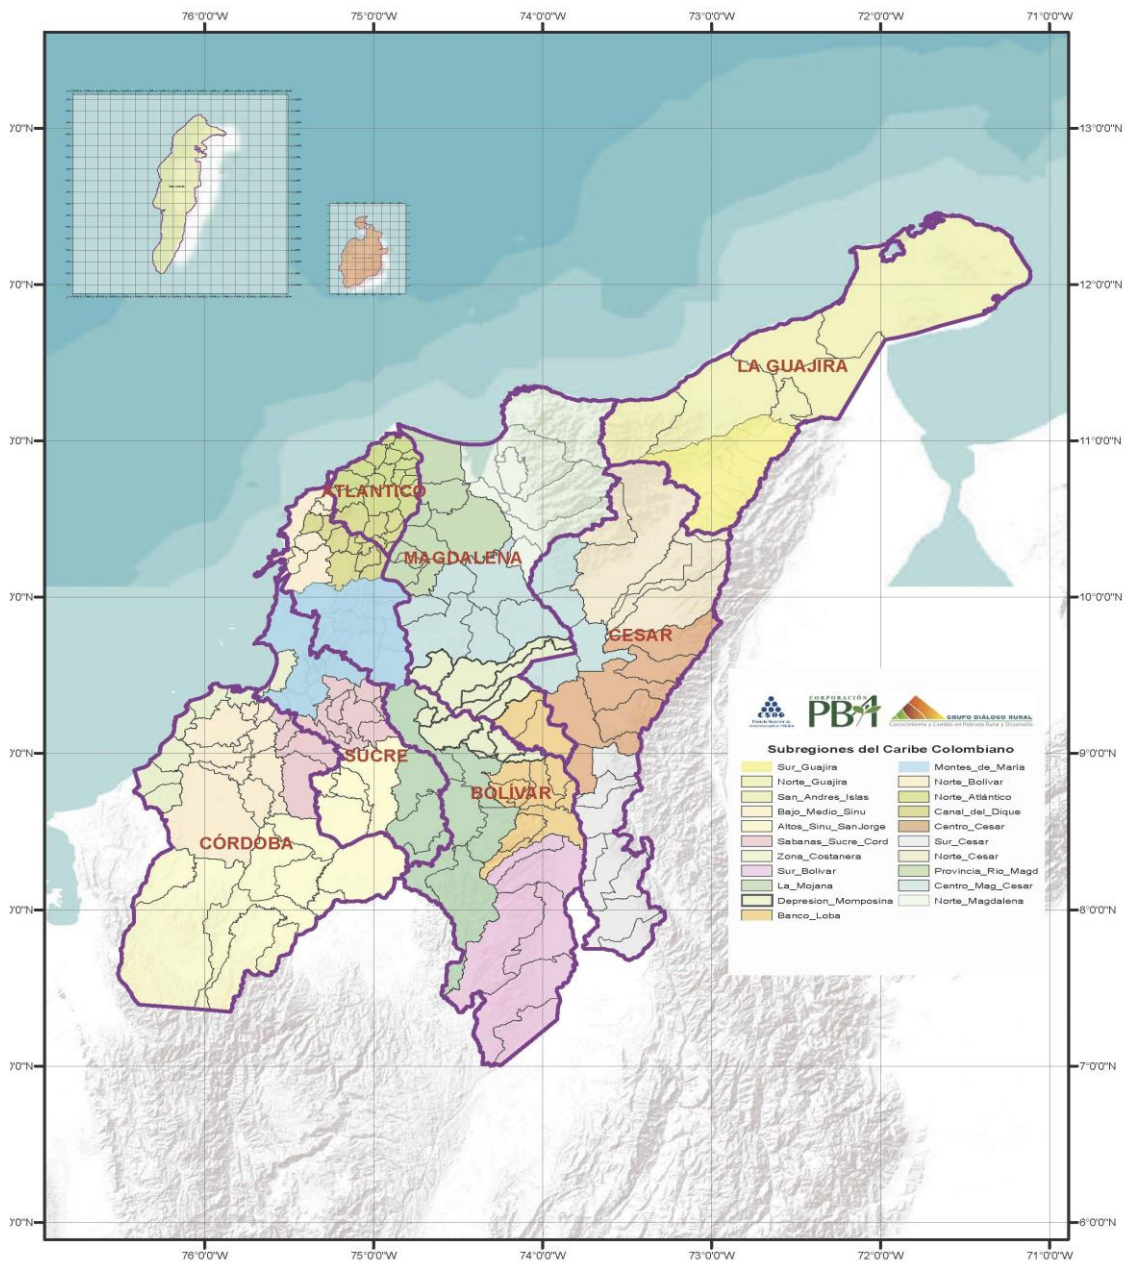 76°0'0"W 75°0'0"W 74°0'0"W 73°0'0"W 72°0'0"W 71°0'0"W
13°0'0"N
12°0'0"N
LA GUAJIRA
11°0'0"N
ATLANTICO
MAGDALENA
10°0'0"N
CESAR
CORPORACIÓN
PBA
GRUPO DIÁLOGO RURAL
Subregiones del Caribe Colombiano
9°0'0"N
SUCRE
BOLÍVAR
CÓRDOBA
Sur_Guajira
Norte_Guajira
San_Andres_Islas
Bajo_Medio_Sinu
Altos_Sinu_SanJorge
Sabanas_Sucre_Cord
Zona_Costanera
Sur_Bolivar
La_Mojana
Depresion_Momposina
Banco_Loba
Montes_de_María
Norte_Bolívar
Norte_Atlántico
Canal_del_Dique
Centro_Cesar
Sur_Cesar
Norte_Cesar
Provincia_Rio_Magd
Centro_Mag_Cesar
Norte_Magdalena
8°0'0"N
7°0'0"N
6°0'0"N
76°0'0"W 75°0'0"W 74°0'0"W 73°0'0"W 72°0'0"W 71°0'0"W